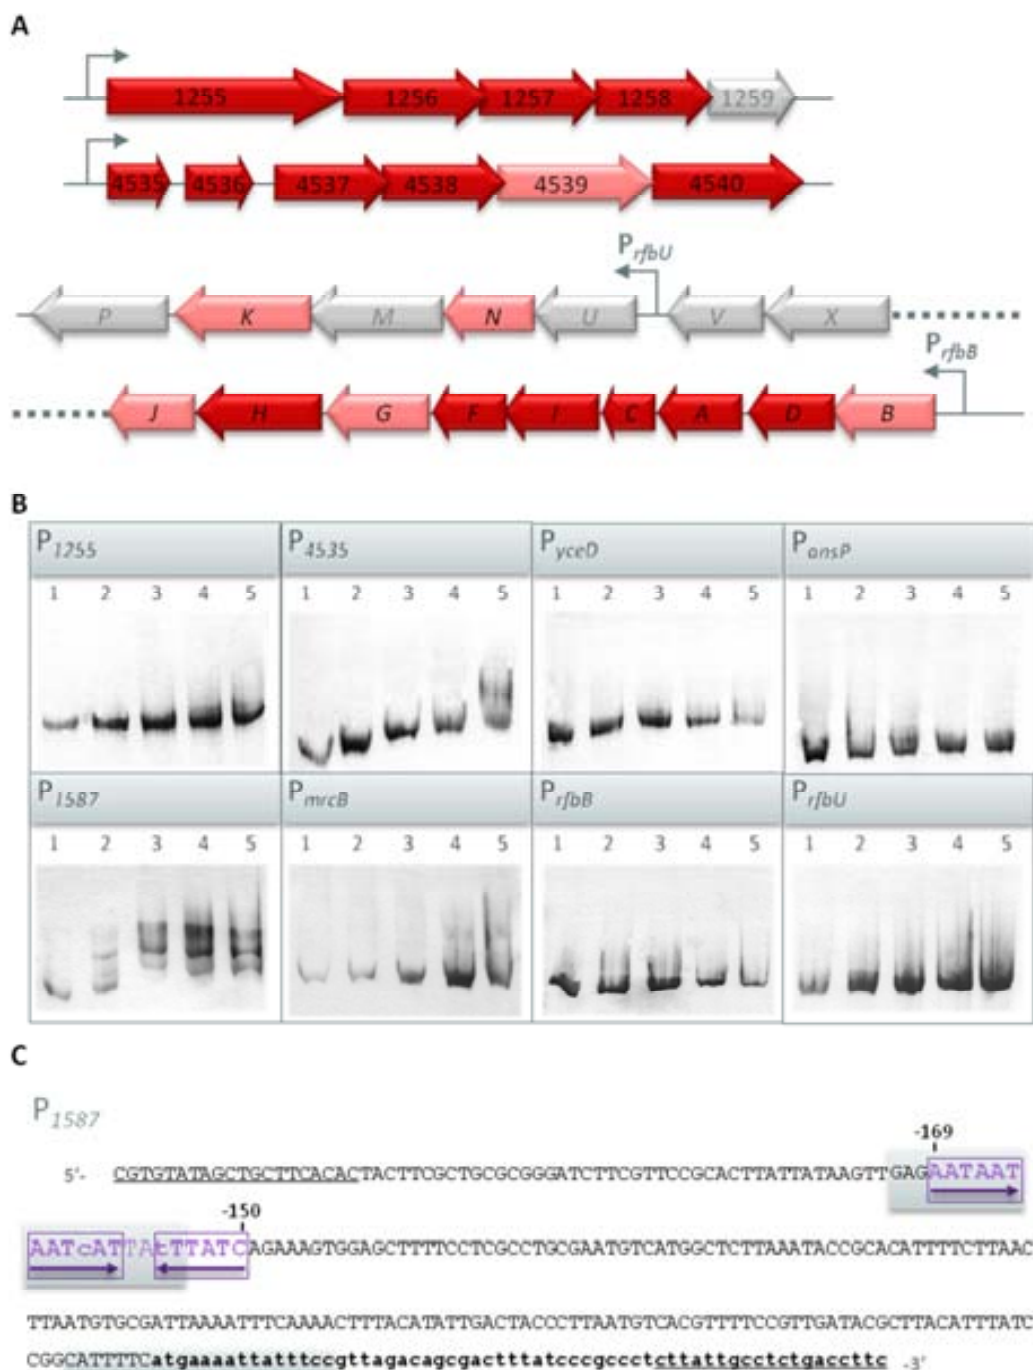 A
1255 1256 1257 1258 1259
4535 4536 4537 4538 4539 4540
PrfbU
P K M N U V X
PrfbB
J H G F I C A D B
B
P1255 P4535 PyceD PansP
1 2 3 4 5 1 2 3 4 5 1 2 3 4 5 1 2 3 4 5
P1587 PmrcB PrfbB PrfbU
1 2 3 4 5 1 2 3 4 5 1 2 3 4 5 1 2 3 4 5
C
P1587
-169
5'- CGTGTATAGCTGCTTCACACTACTTCGCTGCGCGGGATCTTCGTTCCGCACTTATTATAAGTTGAGAATAAT
-150
AATcATTAtTTATCAGAAAGTGGAGCTTTTCCTCGCCTGCGAATGTCATGGCTCTTAAATACCGCACATTTTCTTAAC
TTAATGTGCGATTAAAATTTCAAAACTTTACATATTGACTACCCTTAATGTCACGTTTTCCGTTGATACGCTTACATTTATC
CGGCATTTTCatgaaaattatttccgttagacagcgactttatcccgccctcttattgcctctgaccttc -3'